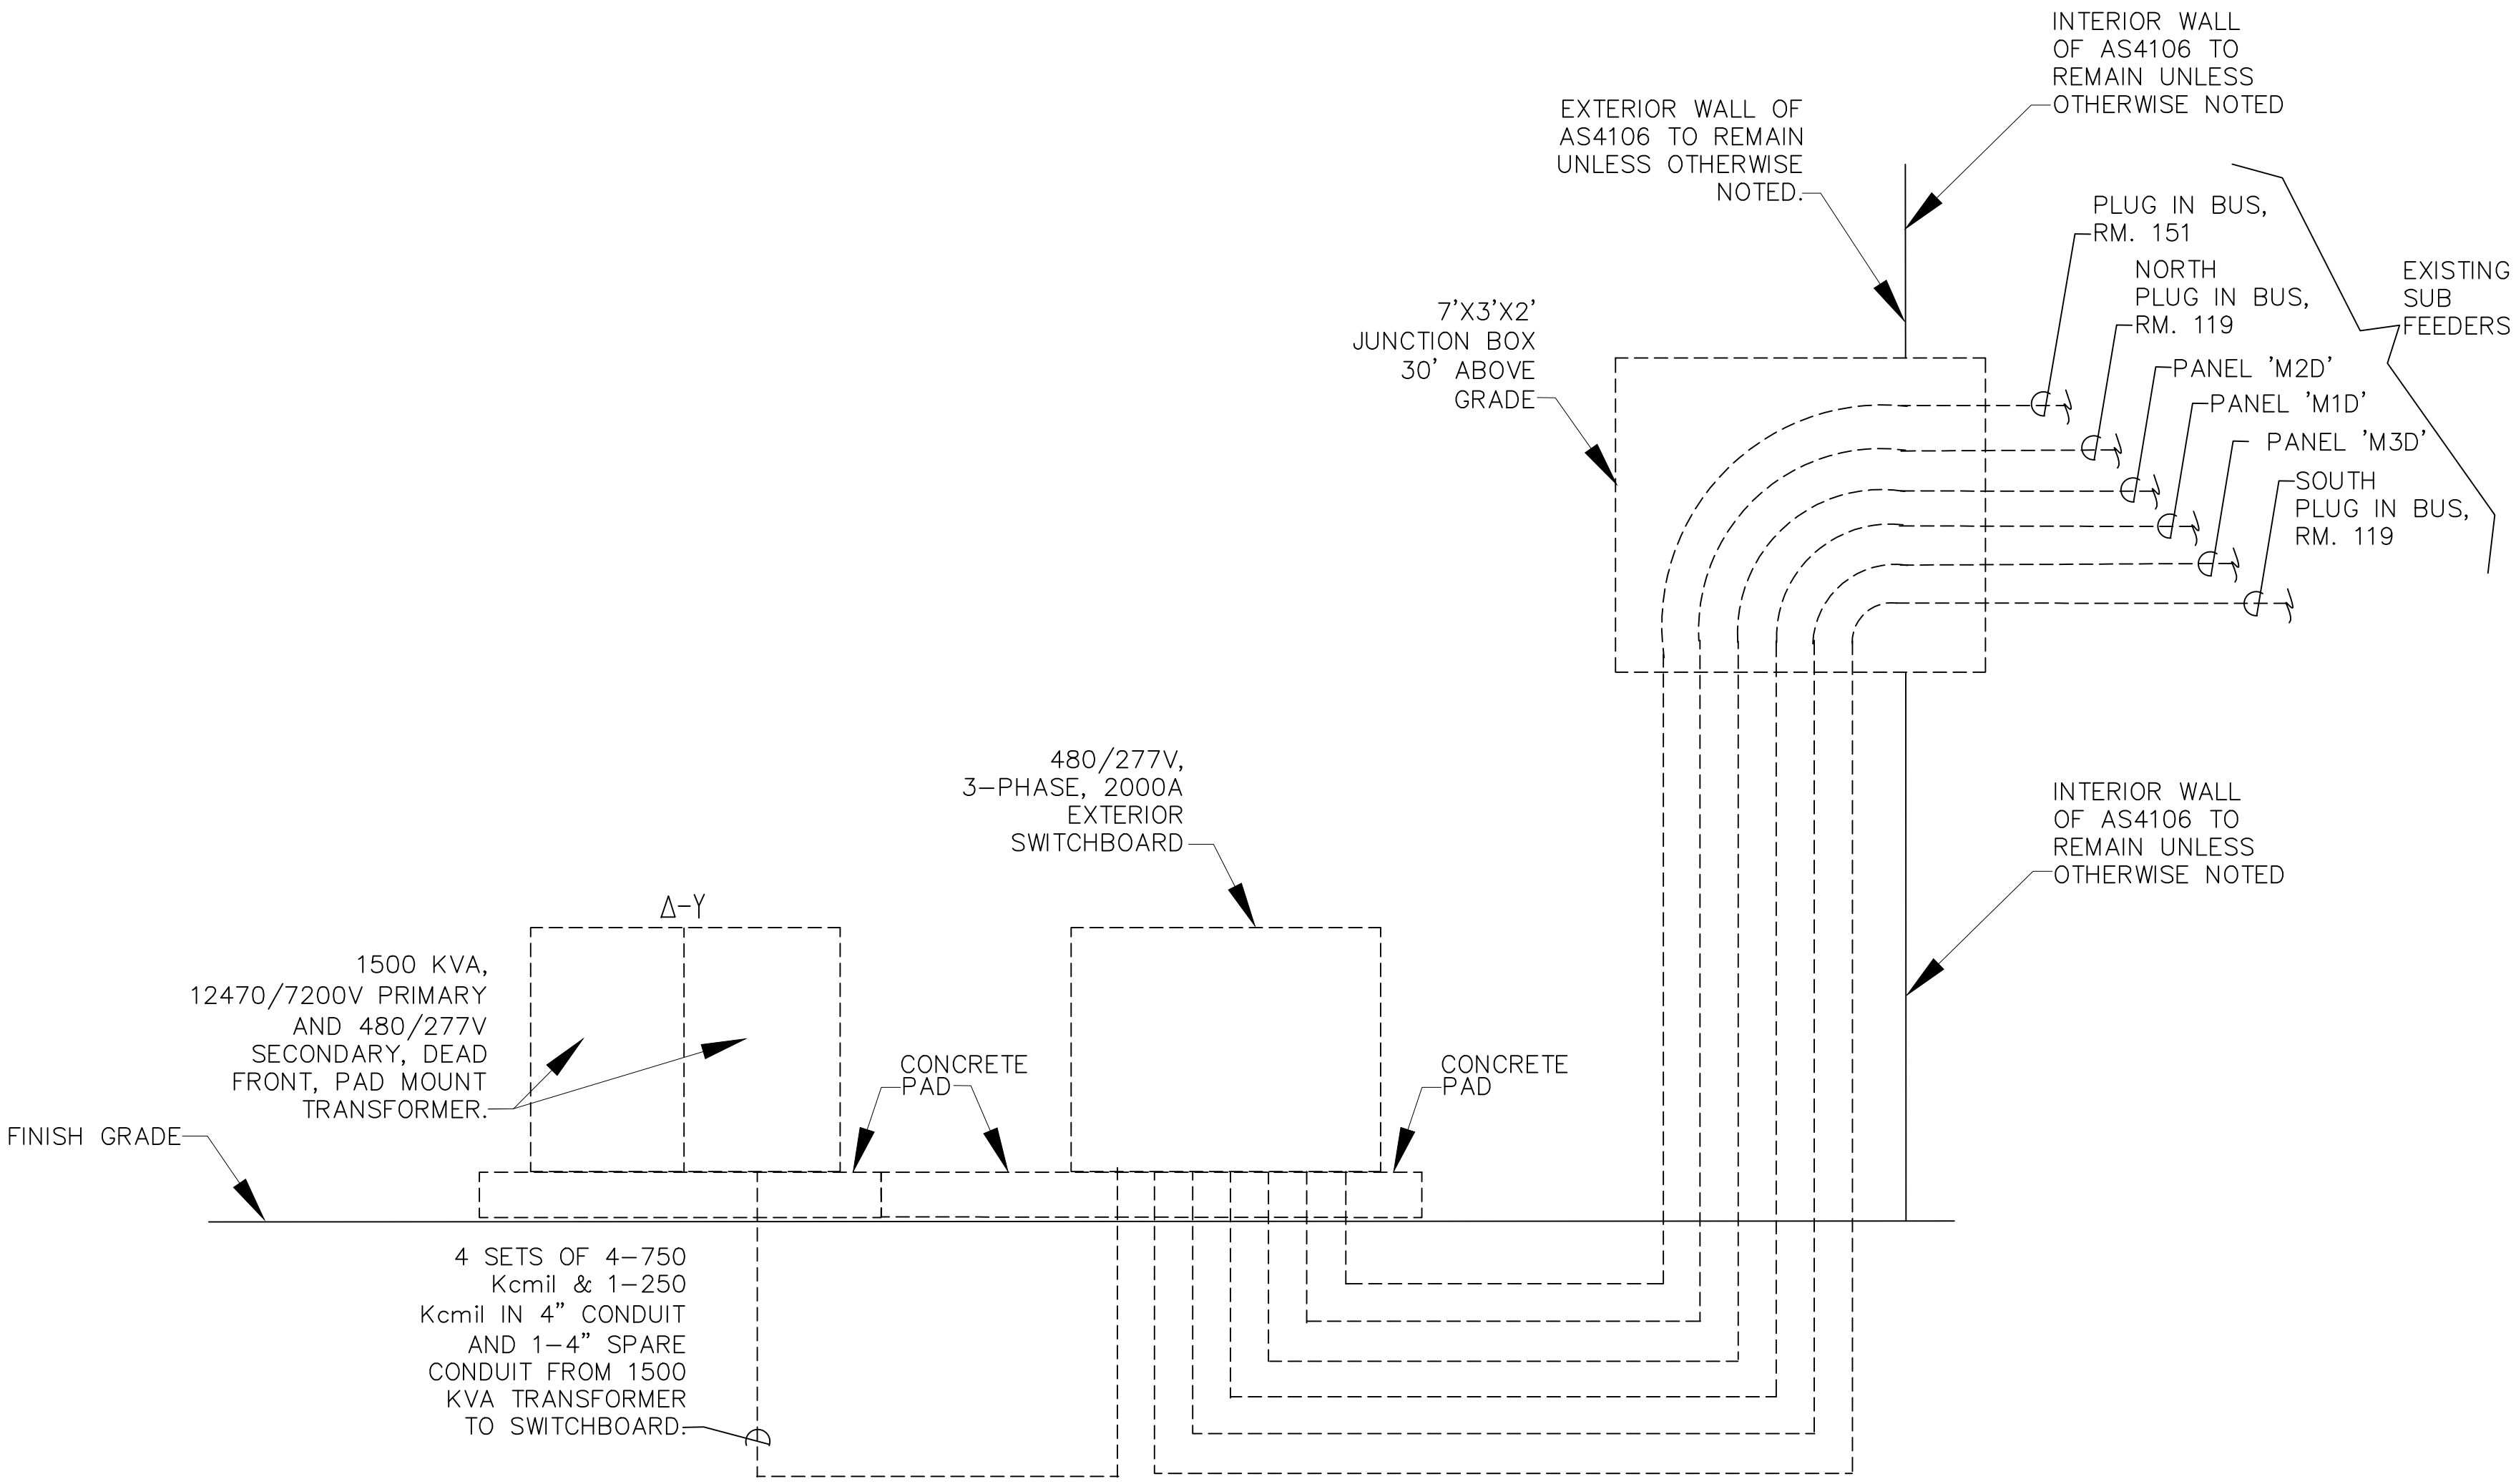 INTERIOR WALL
OF AS4106 TO
REMAIN UNLESS
OTHERWISE NOTED
EXTERIOR WALL OF
AS4106 TO REMAIN
UNLESS OTHERWISE
NOTED.
PLUG IN BUS,
RM. 151
NORTH
PLUG IN BUS,
RM. 119
EXISTING
SUB
FEEDERS
7'X3'X2'
JUNCTION BOX
30' ABOVE
GRADE
PANEL 'M2D'
PANEL 'M1D'
PANEL 'M3D'
SOUTH
PLUG IN BUS,
RM. 119
480/277V,
3-PHASE, 2000A
EXTERIOR
SWITCHBOARD
INTERIOR WALL
OF AS4106 TO
REMAIN UNLESS
OTHERWISE NOTED
Δ-Y
1500 KVA,
12470/7200V PRIMARY
AND 480/277V
SECONDARY, DEAD
FRONT, PAD MOUNT
TRANSFORMER.
CONCRETE
PAD
CONCRETE
PAD
FINISH GRADE
4 SETS OF 4-750
Kcmil & 1-250
Kcmil IN 4" CONDUIT
AND 1-4" SPARE
CONDUIT FROM 1500
KVA TRANSFORMER
TO SWITCHBOARD.